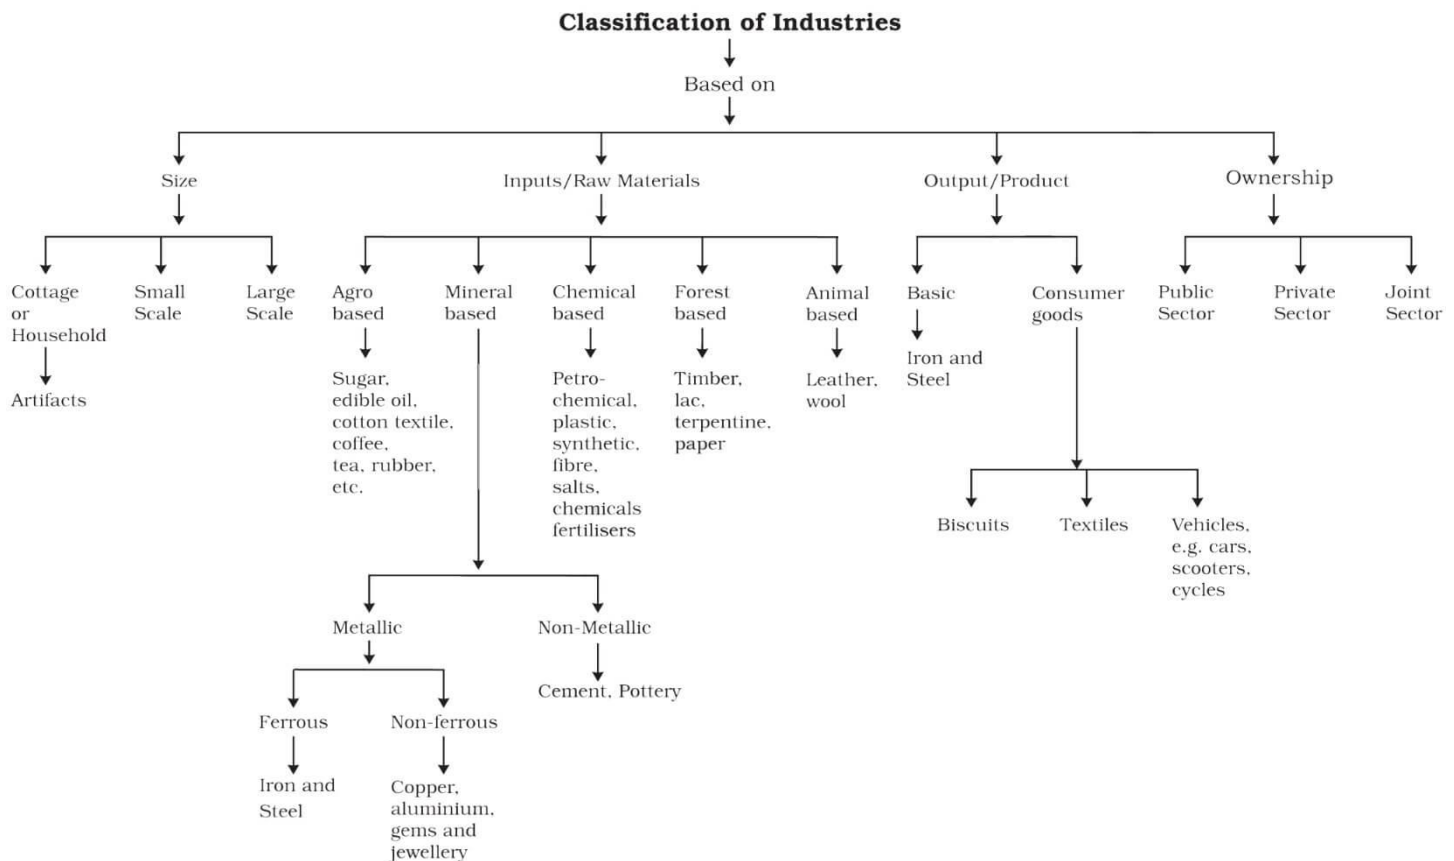 Classification of Industries
Based on
Size
Inputs/Raw Materials
Output/Product
Ownership
Cottage
or
Household
Small
Scale
Large
Scale
Agro
based
Mineral
based
Chemical
based
Forest
based
Animal
based
Basic
Consumer
goods
Public
Sector
Private
Sector
Joint
Sector
Artifacts
Sugar,
edible oil,
cotton textile,
coffee,
tea, rubber,
etc.
Petro-
chemical,
plastic,
synthetic,
fibre,
salts,
chemicals
fertilisers
Timber,
lac,
terpentine,
paper
Leather,
wool
Iron and
Steel
Biscuits
Textiles
Vehicles,
e.g. cars,
scooters,
cycles
Metallic
Non-Metallic
Cement, Pottery
Ferrous
Non-ferrous
Iron and
Steel
Copper,
aluminium,
gems and
jewellery